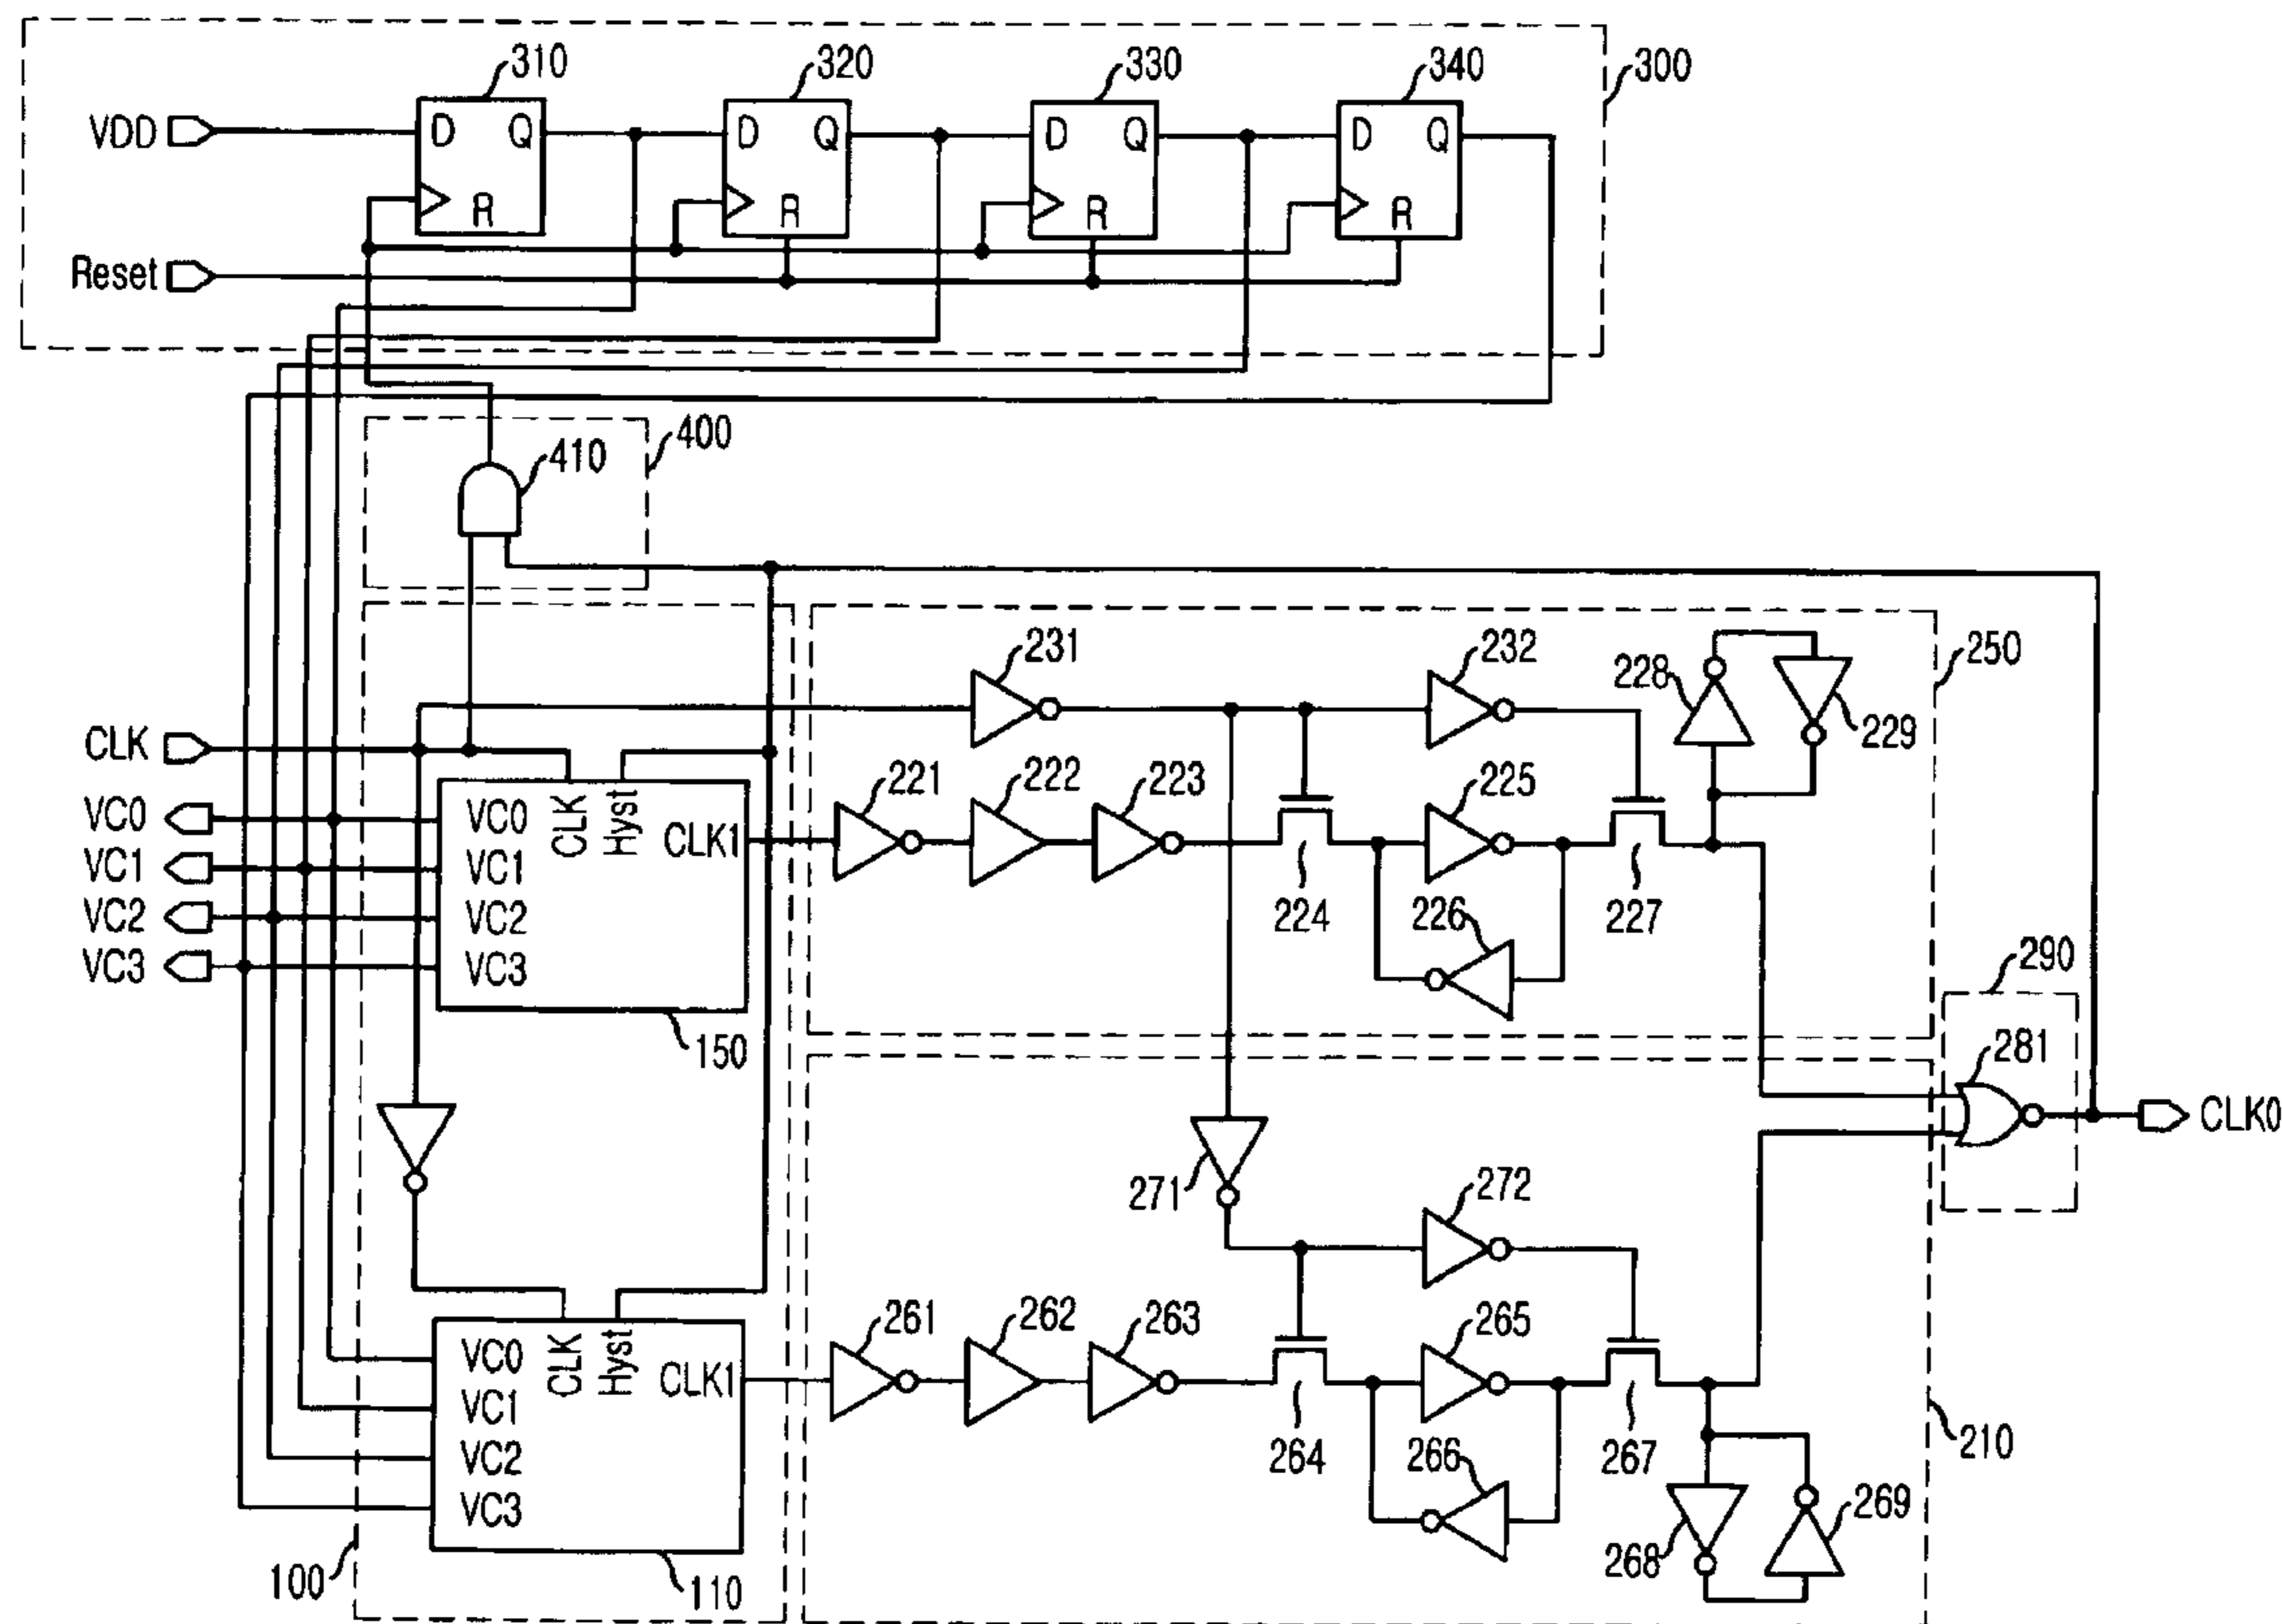 310
320
330
340
300
VDD
D Q
D Q
D Q
D Q
R
R
R
R
Reset
400
410
231
232
228
229
250
CLK
VC0
VC1
VC2
VC3
CLK
Hyst
VC0
VC1
VC2
VC3
CLK1
221
222
223
225
224
226
227
150
290
281
CLK0
271
272
CLK
Hyst
VC0
VC1
VC2
VC3
CLK1
261
262
263
265
264
266
267
268
269
210
100
110